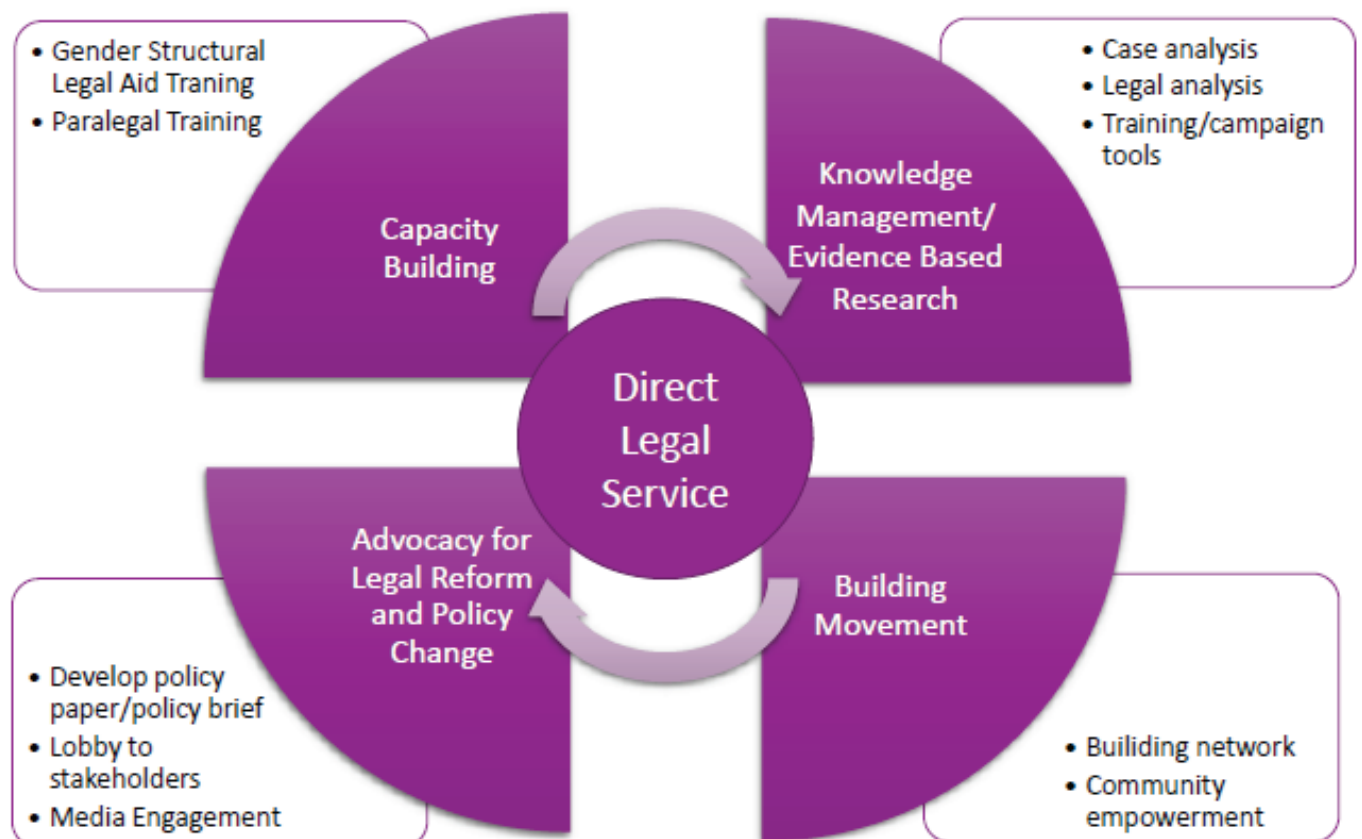 • Gender Structural
Legal Aid Traning
• Paralegal Training
Capacity
Building
Knowledge
Management/
Evidence Based
Research
• Case analysis
• Legal analysis
• Training/campaign
tools
Direct
Legal
Service
Advocacy for
Legal Reform
and Policy
Change
• Develop policy
paper/policy brief
• Lobby to
stakeholders
• Media Engagement
Building
Movement
• Builiding network
• Community
empowerment